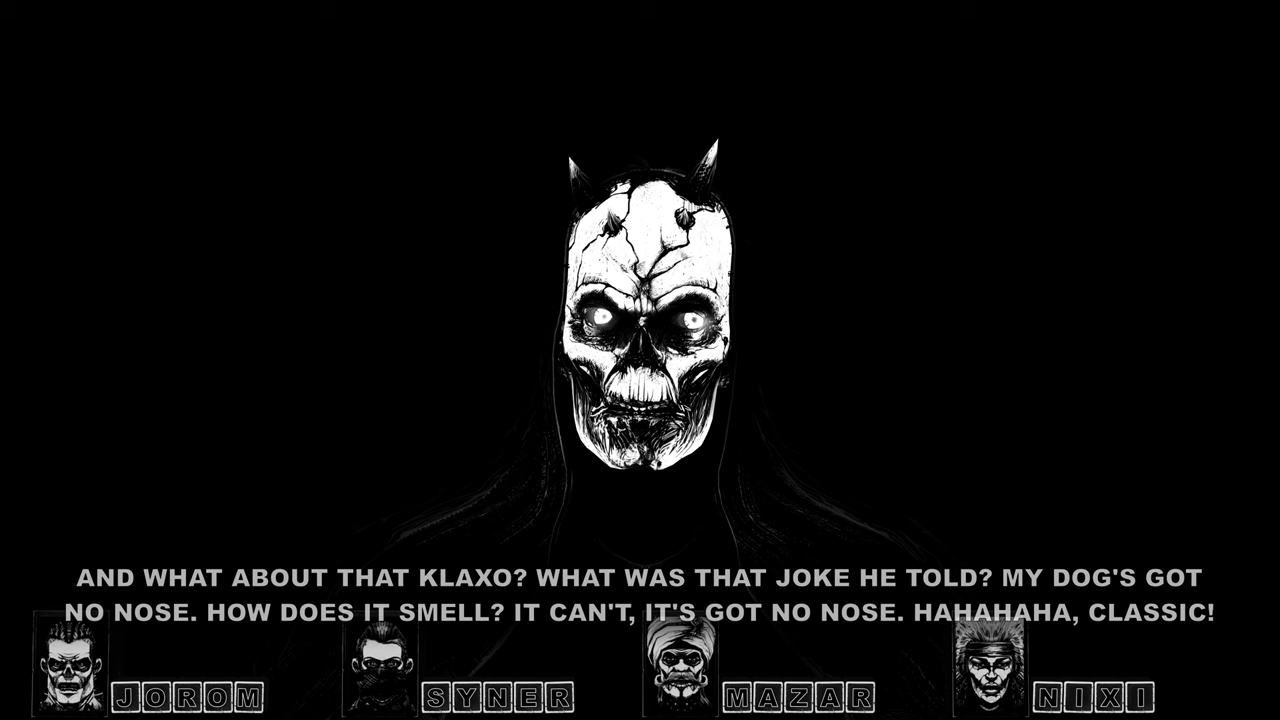 AND WHAT ABOUT THAT KLAXO? WHAT WAS THAT JOKE HE TOLD? MY DOG'S GOT
NO NOSE. HOW DOES IT SMELL? IT CAN'T, IT'S GOT NO NOSE. HAHAHAHA, CLASSIC!
JOROM
SYNER
MAZAR
NIXI